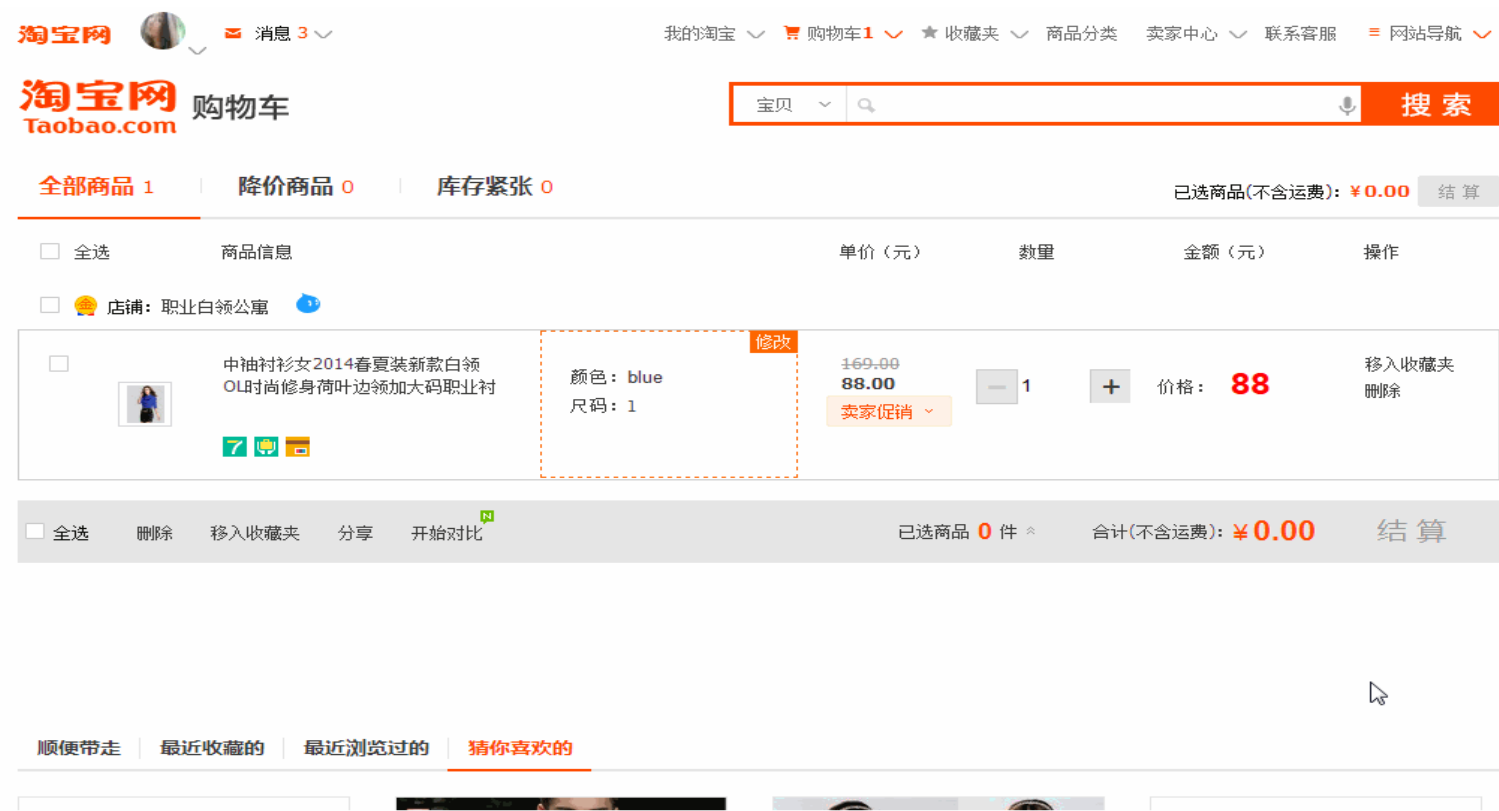 淘宝网 消息 3 我的淘宝 购物车1 收藏夹 商品分类 卖家中心 联系客服 网站导航
淘宝网 购物车 宝贝 搜索
Taobao.com
全部商品 1 降价商品 0 库存紧张 0 已选商品(不含运费): ¥0.00 结算
全选 商品信息 单价（元） 数量 金额（元） 操作
店铺: 职业白领公寓
修改
中袖衬衫女2014春夏装新款白领 169.00 移入收藏夹
OL时尚修身荷叶边领加大码职业衬 颜色: blue 88.00 1 + 价格: 88 删除
尺码: 1 卖家促销
7
全选 删除 移入收藏夹 分享 开始对比 N 已选商品 0 件 合计(不含运费): ¥0.00 结算
顺便带走 最近收藏的 最近浏览过的 猜你喜欢的